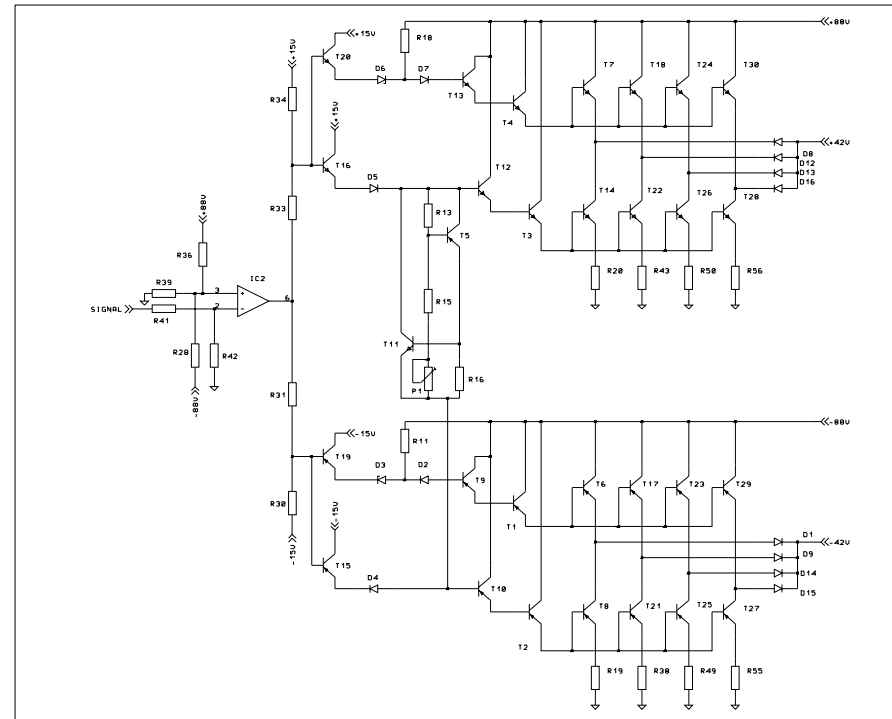 +88V
+15V
T20
R18
+15V
D6
D7
T7
T18
T24
T30
T13
R34
+15V
T4
T16
+42V
D8
D12
T12
D13
D5
D16
R33
R13
T14
T22
T26
T28
+88V
T5
T3
R36
IC2
R20
R43
R50
R56
R39
3
+
6
SIGNAL
2
-
R15
R41
T11
R28
R42
R16
P1
-88V
R31
-88V
-15V
R11
T19
D3
D2
T9
T6
T17
T23
T29
R30
-15V
T1
D1
-42V
-15V
D9
T15
D14
D4
D15
T10
T8
T21
T25
T27
T2
R19
R38
R49
R55